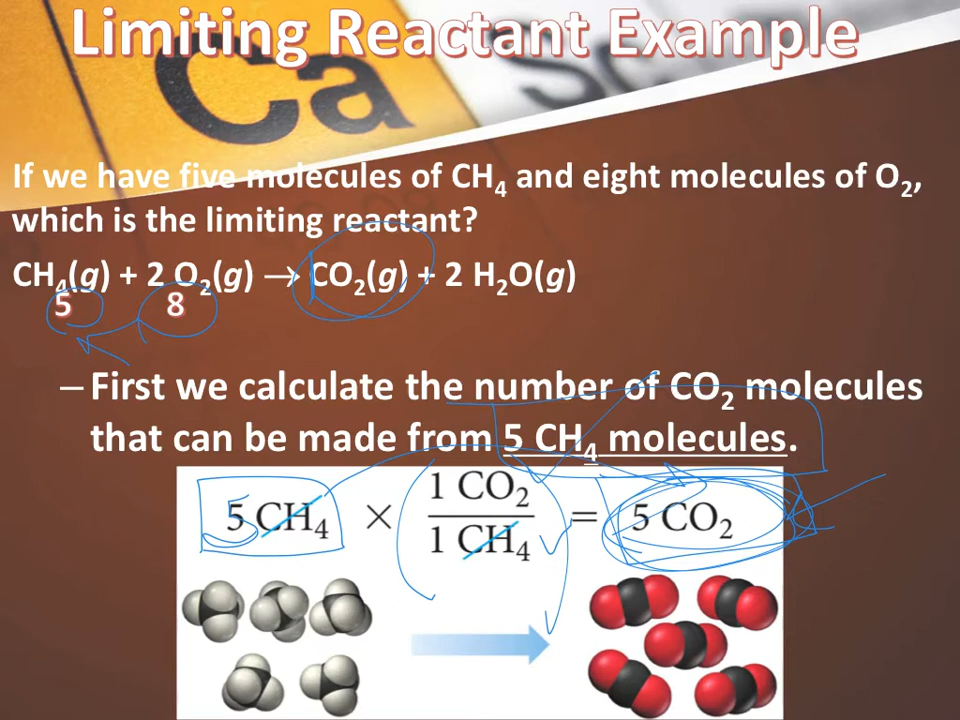 Limiting Reactant Example
Ca
Sc
If we have five molecules of CH₄ and eight molecules of O₂,
which is the limiting reactant?
CH₄(g) + 2 O₂(g) → CO₂(g) + 2 H₂O(g)
5 8
– First we calculate the number of CO₂ molecules
that can be made from 5 CH₄ molecules.
1 CO₂
5 CH₄ × ─── = 5 CO₂
1 CH₄